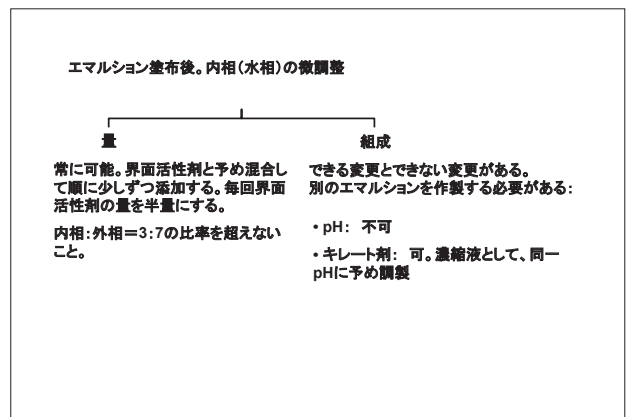 エマルション塗布後。内相(水相)の微調整
量
常に可能。界面活性剤と予め混合し
て順に少しずつ添加する。毎回界面
活性剤の量を半量にする。
内相:外相=3:7の比率を超えない
こと。
組成
できる変更とできない変更がある。
別のエマルションを作製する必要がある:
• pH: 不可
• キレート剤: 可。濃縮液として、同一
pHに予め調製